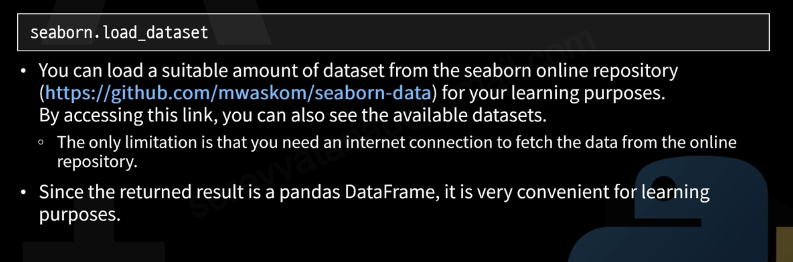 seaborn.load_dataset
• You can load a suitable amount of dataset from the seaborn online repository
(https://github.com/mwaskom/seaborn-data) for your learning purposes.
By accessing this link, you can also see the available datasets.
◦ The only limitation is that you need an internet connection to fetch the data from the online
repository.
• Since the returned result is a pandas DataFrame, it is very convenient for learning
purposes.